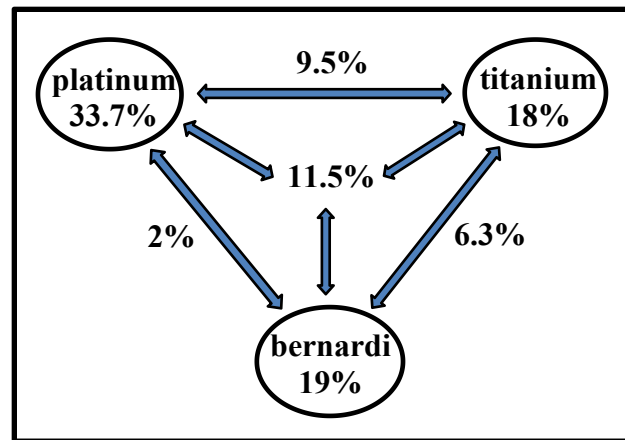 9.5%
platinum
33.7%
titanium
18%
11.5%
2%
6.3%
bernardi
19%